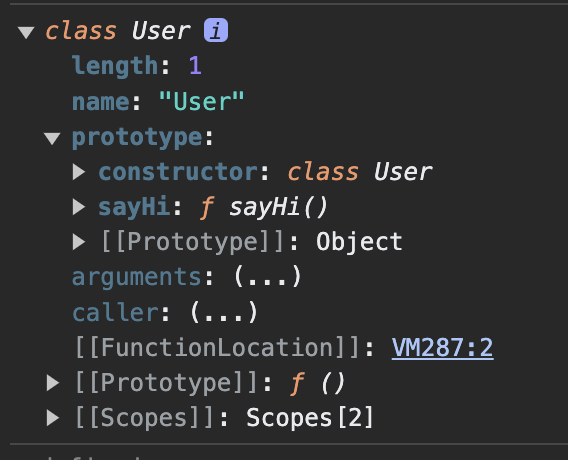 ▼ class User i
length: 1
name: "User"
▼ prototype:
▶ constructor: class User
▶ sayHi: ƒ sayHi()
▶ [[Prototype]]: Object
arguments: (...)
caller: (...)
[[FunctionLocation]]: VM287:2
▶ [[Prototype]]: ƒ ()
▶ [[Scopes]]: Scopes[2]